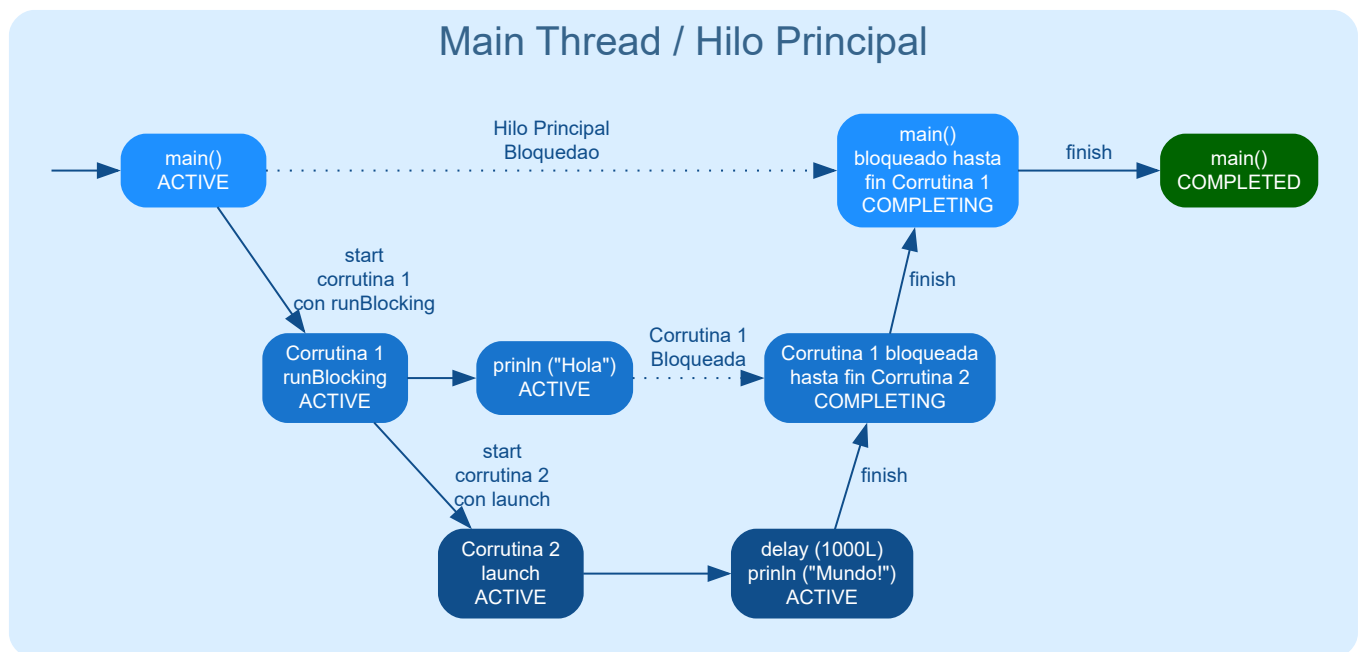 Main Thread / Hilo Principal
main()
ACTIVE
Hilo Principal
Bloquedao
main()
bloqueado hasta
fin Corrutina 1
COMPLETING
finish
main()
COMPLETED
start
corrutina 1
con runBlocking
finish
Corrutina 1
runBlocking
ACTIVE
prinln ("Hola")
ACTIVE
Corrutina 1
Bloqueada
Corrutina 1 bloqueada
hasta fin Corrutina 2
COMPLETING
start
corrutina 2
con launch
finish
Corrutina 2
launch
ACTIVE
delay (1000L)
prinln ("Mundo!")
ACTIVE